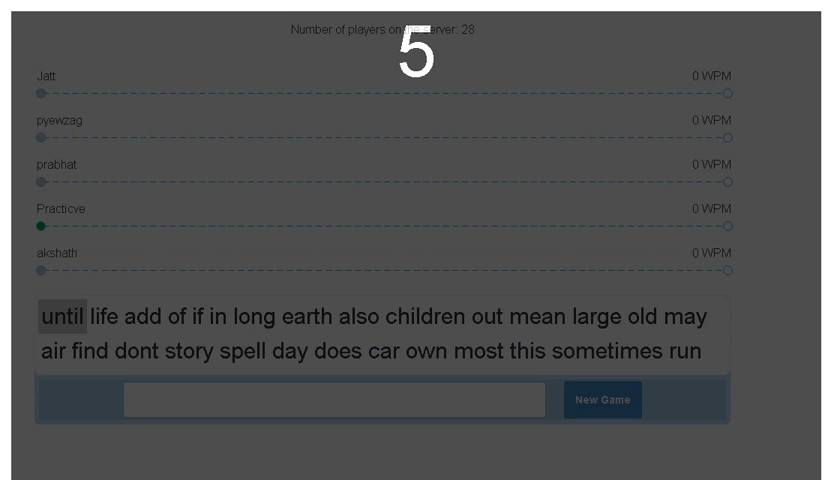 Number of players on the server: 28
5
Jatt 0 WPM
pyewzag 0 WPM
prabhat 0 WPM
Practicve 0 WPM
akshath 0 WPM
until life add of if in long earth also children out mean large old may
air find dont story spell day does car own most this sometimes run
New Game